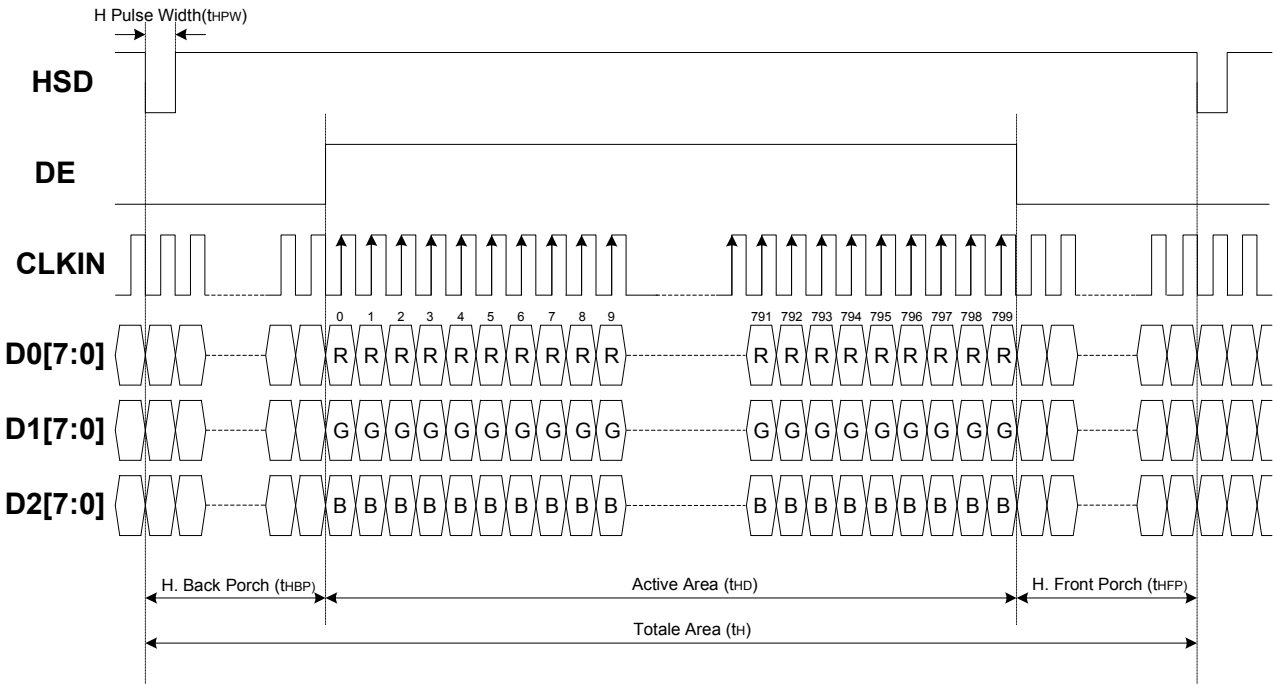 H Pulse Width(tHPW)
HSD
DE
CLKIN
0 1 2 3 4 5 6 7 8 9 791 792 793 794 795 796 797 798 799
D0[7:0] R R R R R R R R R R R R R R R R R R R
D1[7:0] G G G G G G G G G G G G G G G G G G G
D2[7:0] B B B B B B B B B B B B B B B B B B B
H. Back Porch (tHBP) Active Area (tHD) H. Front Porch (tHFP)
Totale Area (tH)